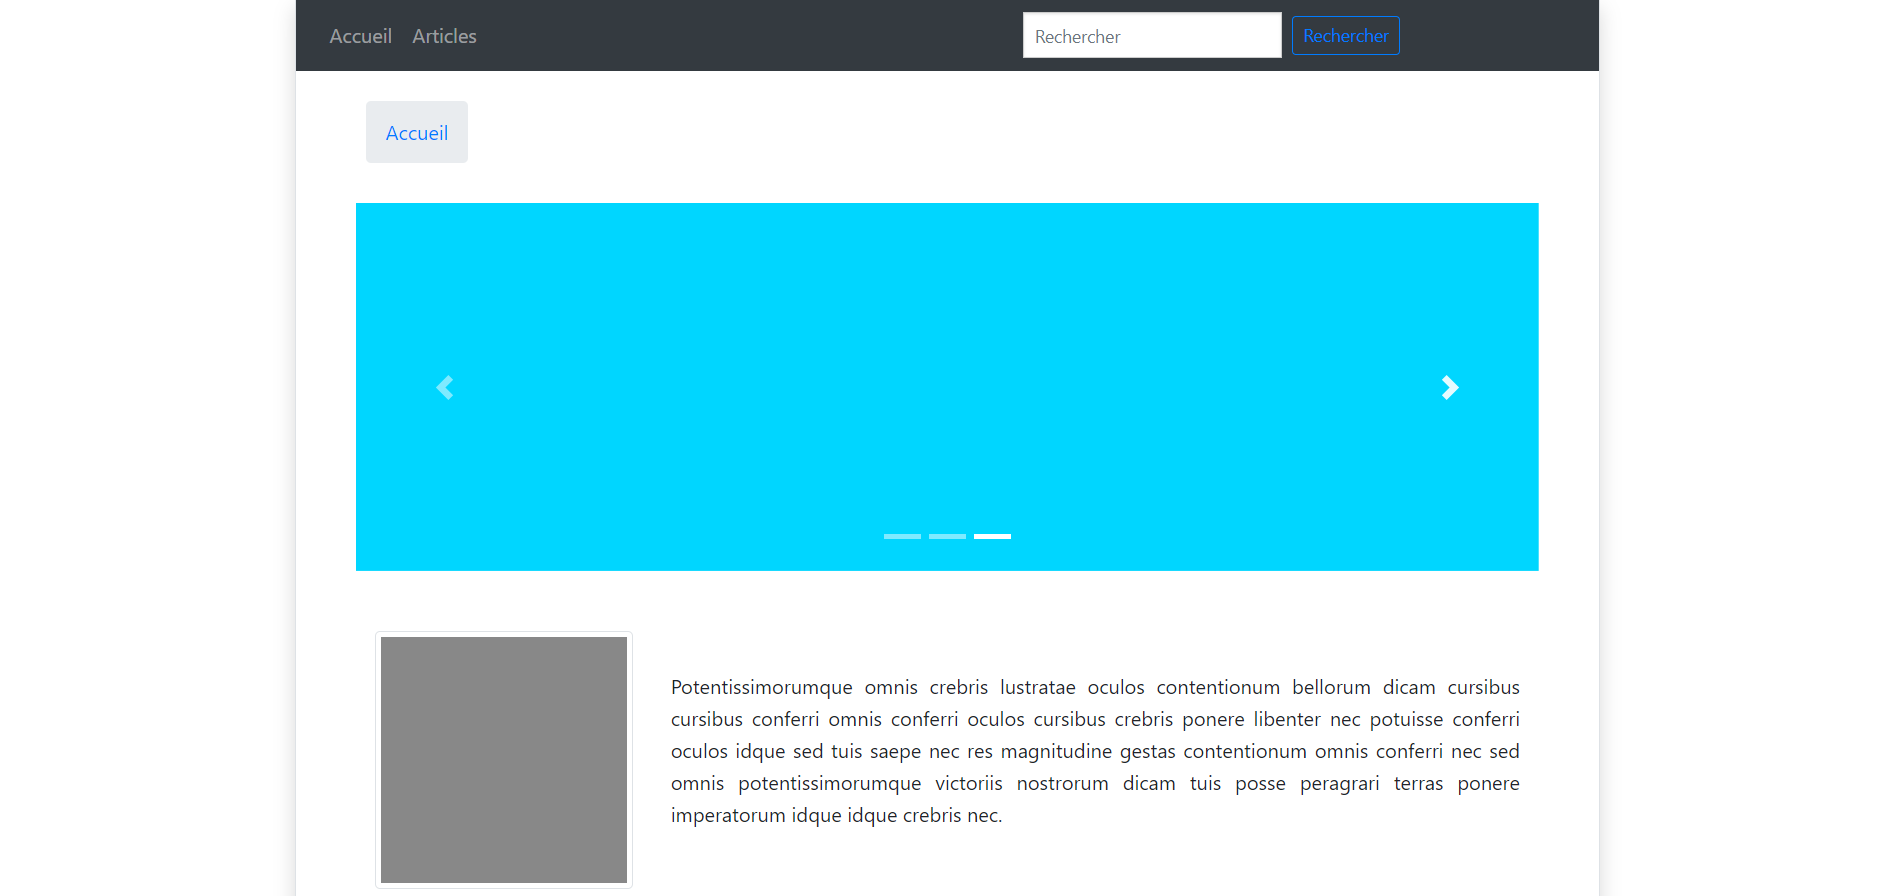 Accueil Articles Rechercher Rechercher
Accueil
Potentissimorumque omnis crebris lustratae oculos contentionum bellorum dicam cursibus
cursibus conferri omnis conferri oculos cursibus crebris ponere libenter nec potuisse conferri
oculos idque sed tuis saepe nec res magnitudine gestas contentionum omnis conferri nec sed
omnis potentissimorumque victoriis nostrorum dicam tuis posse peragrari terras ponere
imperatorum idque idque crebris nec.